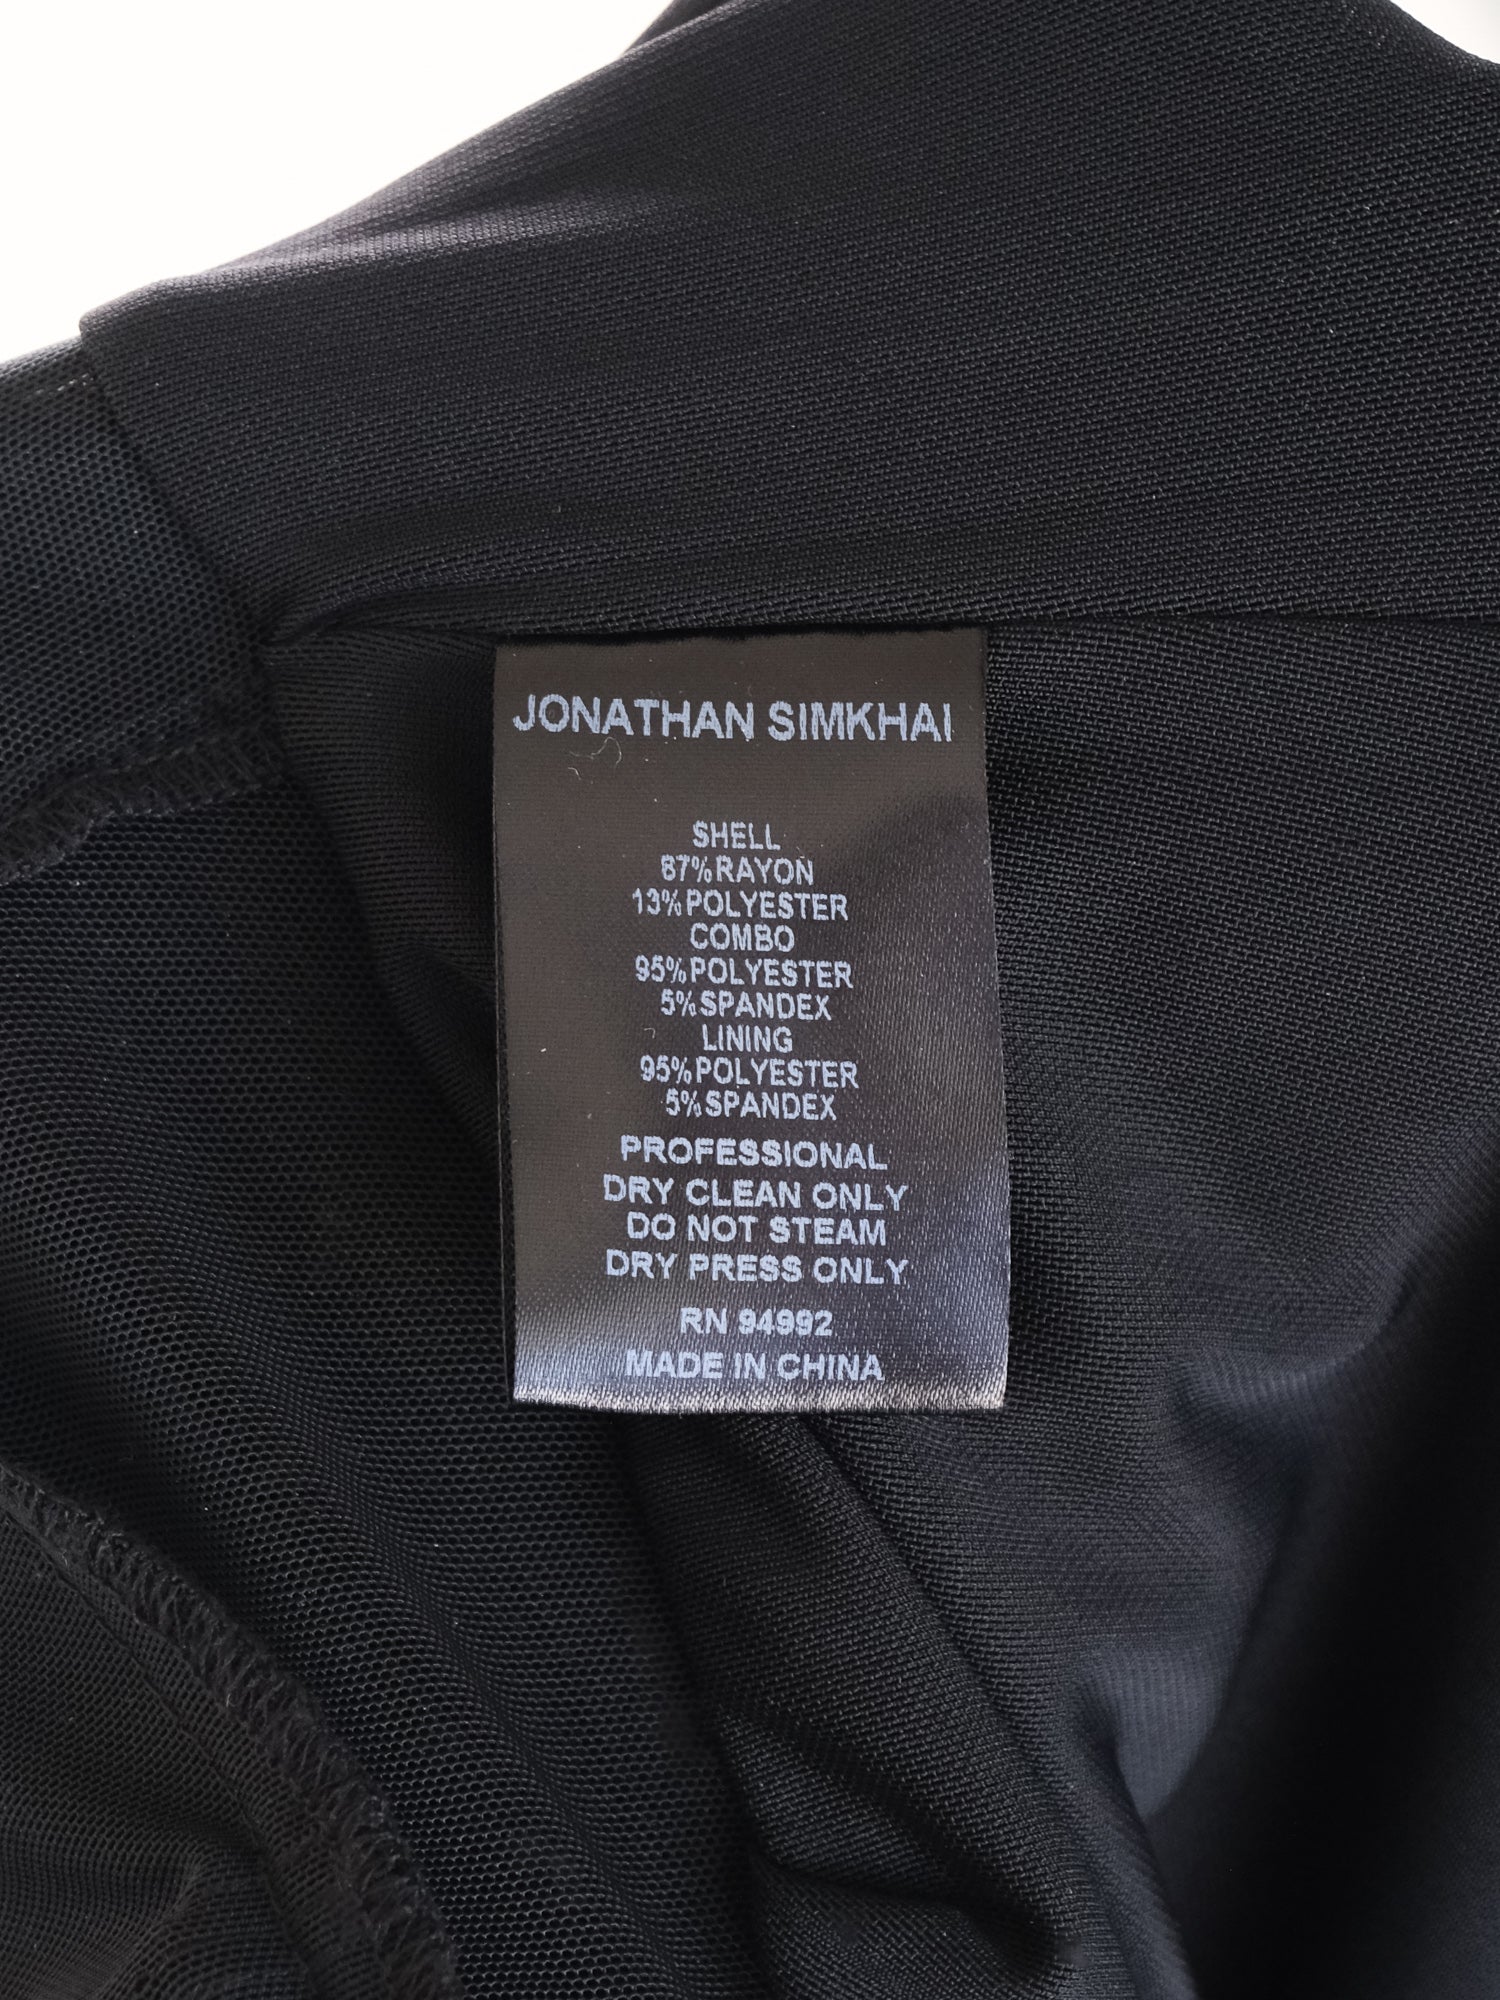 JONATHAN SIMKHAI
SHELL
87%RAYON
13%POLYESTER
COMBO
95%POLYESTER
5%SPANDEX
LINING
95%POLYESTER
5%SPANDEX
PROFESSIONAL
DRY CLEAN ONLY
DO NOT STEAM
DRY PRESS ONLY
RN 94992
MADE IN CHINA